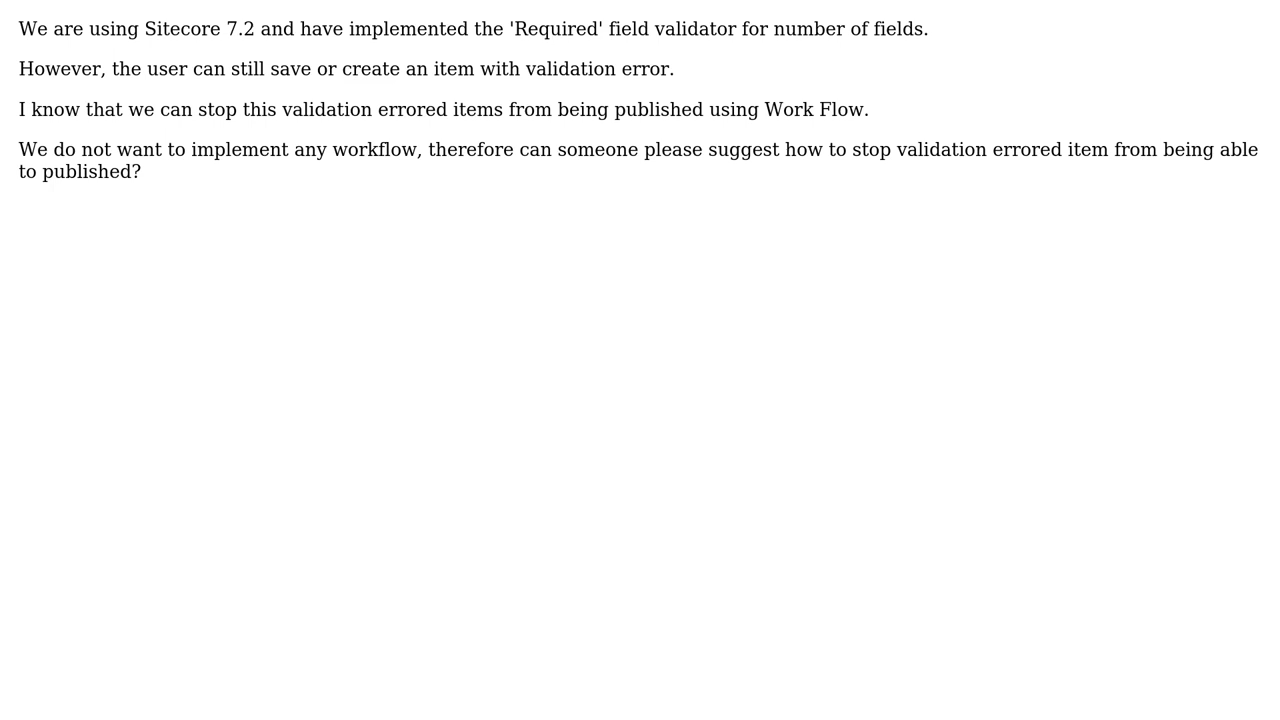 We are using Sitecore 7.2 and have implemented the 'Required' field validator for number of fields.
However, the user can still save or create an item with validation error.
I know that we can stop this validation errored items from being published using Work Flow.
We do not want to implement any workflow, therefore can someone please suggest how to stop validation errored item from being able
to published?